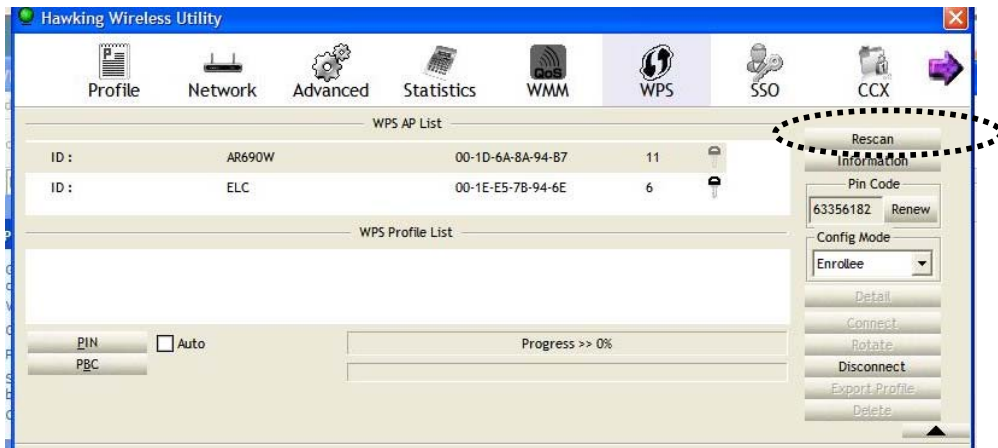 Hawking Wireless Utility
Profile Network Advanced Statistics QoS WMM WPS SSO CCX
WPS AP List
Rescan
ID : AR690W 00-1D-6A-8A-94-B7 11
Information
ID : ELC 00-1E-E5-7B-94-6E 6
Pin Code
63356182 Renew
WPS Profile List
Config Mode
Enrollee
Detail
Connect
PIN Auto Progress >> 0%
Rotate
PBC
Disconnect
Export Profile
Delete